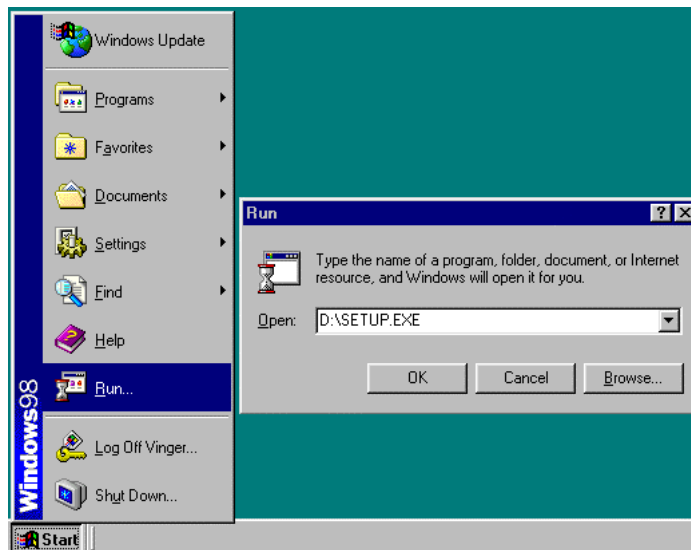 Windows Update
Programs
Favorites
Documents
Settings
Find
Help
Run...
Log Off Vinger...
Shut Down...
Windows98
Start
Run
?
Type the name of a program, folder, document, or Internet
resource, and Windows will open it for you.
Open: D:\SETUP.EXE
OK Cancel Browse...